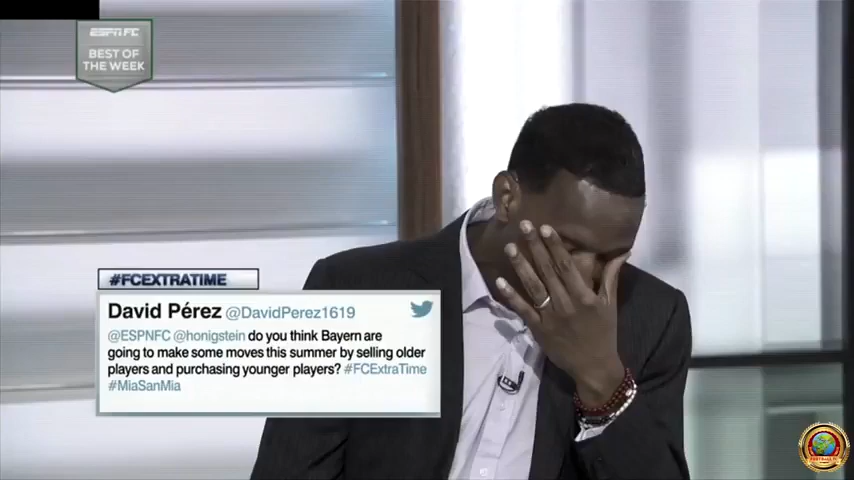 ESPN FC
BEST OF
THE WEEK
#FCEXTRATIME
David Pérez @DavidPerez1619
@ESPNFC @honigstein do you think Bayern are
going to make some moves this summer by selling older
players and purchasing younger players? #FCExtraTime
#MiaSanMia